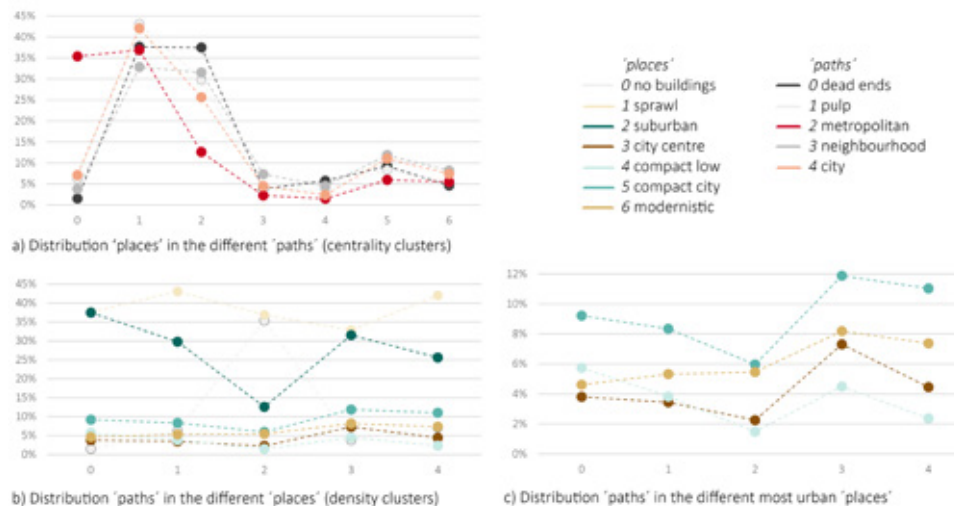 45%
40%
35%
30%
25%
20%
15%
10%
5%
0%
0 1 2 3 4 5 6
a) Distribution 'places' in the different 'paths' (centrality clusters)
'places'
0 no buildings
1 sprawl
2 suburban
3 city centre
4 compact low
5 compact city
6 modernistic
'paths'
0 dead ends
1 pulp
2 metropolitan
3 neighbourhood
4 city
45%
40%
35%
30%
25%
20%
15%
10%
5%
0%
0 1 2 3 4
b) Distribution 'paths' in the different 'places' (density clusters)
12%
10%
8%
6%
4%
2%
0%
0 1 2 3 4
c) Distribution 'paths' in the different most urban 'places'